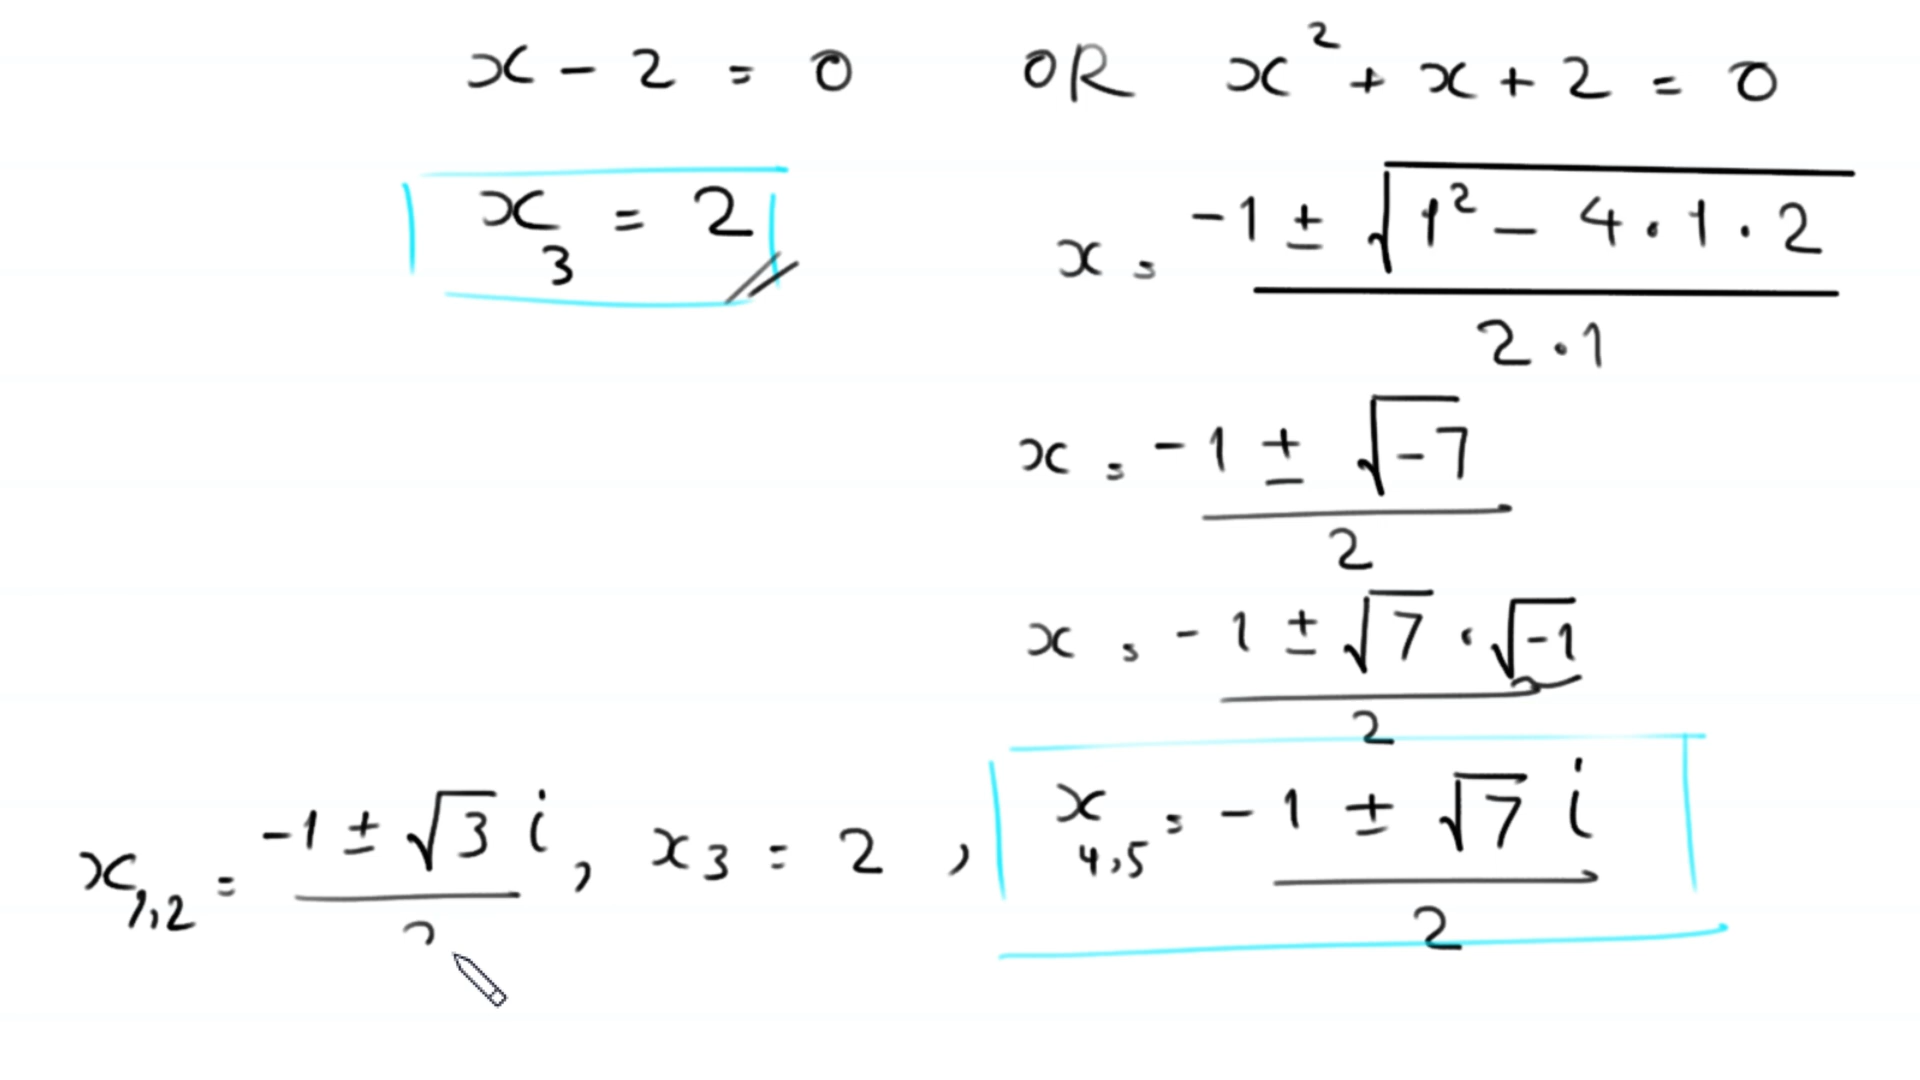 x - 2 = 0 OR x² + x + 2 = 0
x₃ = 2
x = (-1 ± √(1² - 4 · 1 · 2)) / (2 · 1)
x = (-1 ± √-7) / 2
x = (-1 ± √7 · √-1) / 2
x₁,₂ = (-1 ± √3 i) / 2, x₃ = 2, x₄,₅ = (-1 ± √7 i) / 2